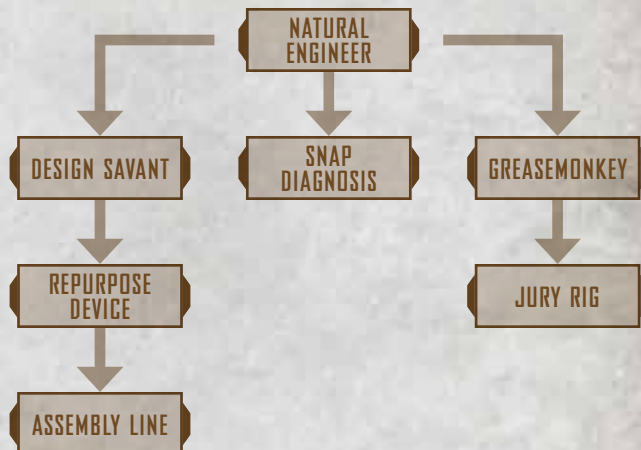 NATURAL
ENGINEER
DESIGN SAVANT
SNAP
DIAGNOSIS
GREASEMONKEY
REPURPOSE
DEVICE
JURY RIG
ASSEMBLY LINE